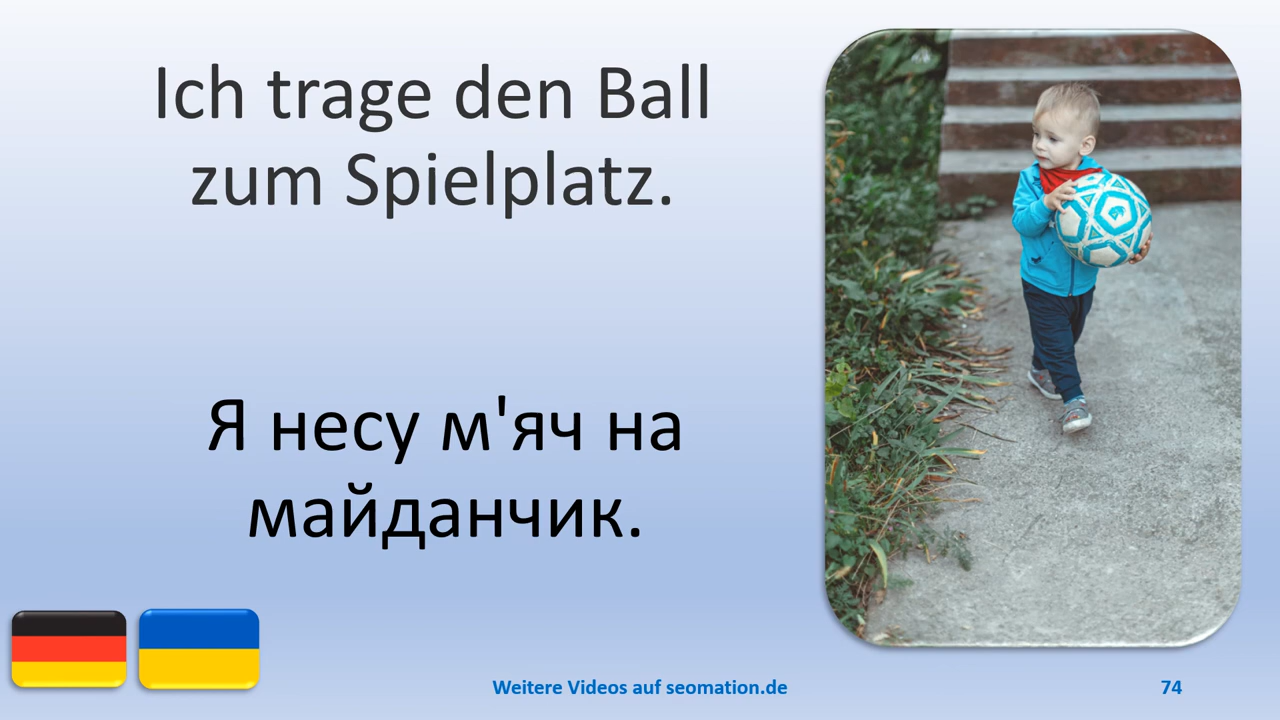 Ich trage den Ball
zum Spielplatz.
Я несу м'яч на
майданчик.
Weitere Videos auf seomation.de
74